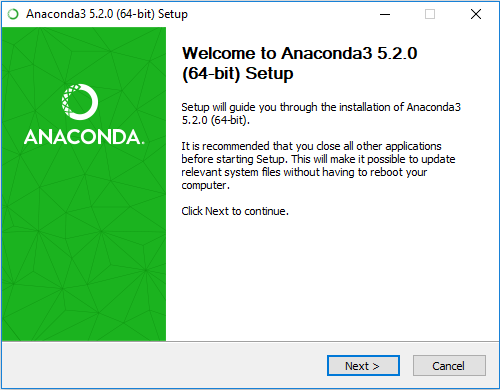 Anaconda3 5.2.0 (64-bit) Setup
Welcome to Anaconda3 5.2.0
(64-bit) Setup
ANACONDA.
Setup will guide you through the installation of Anaconda3
5.2.0 (64-bit).
It is recommended that you close all other applications
before starting Setup. This will make it possible to update
relevant system files without having to reboot your
computer.
Click Next to continue.
Next >
Cancel